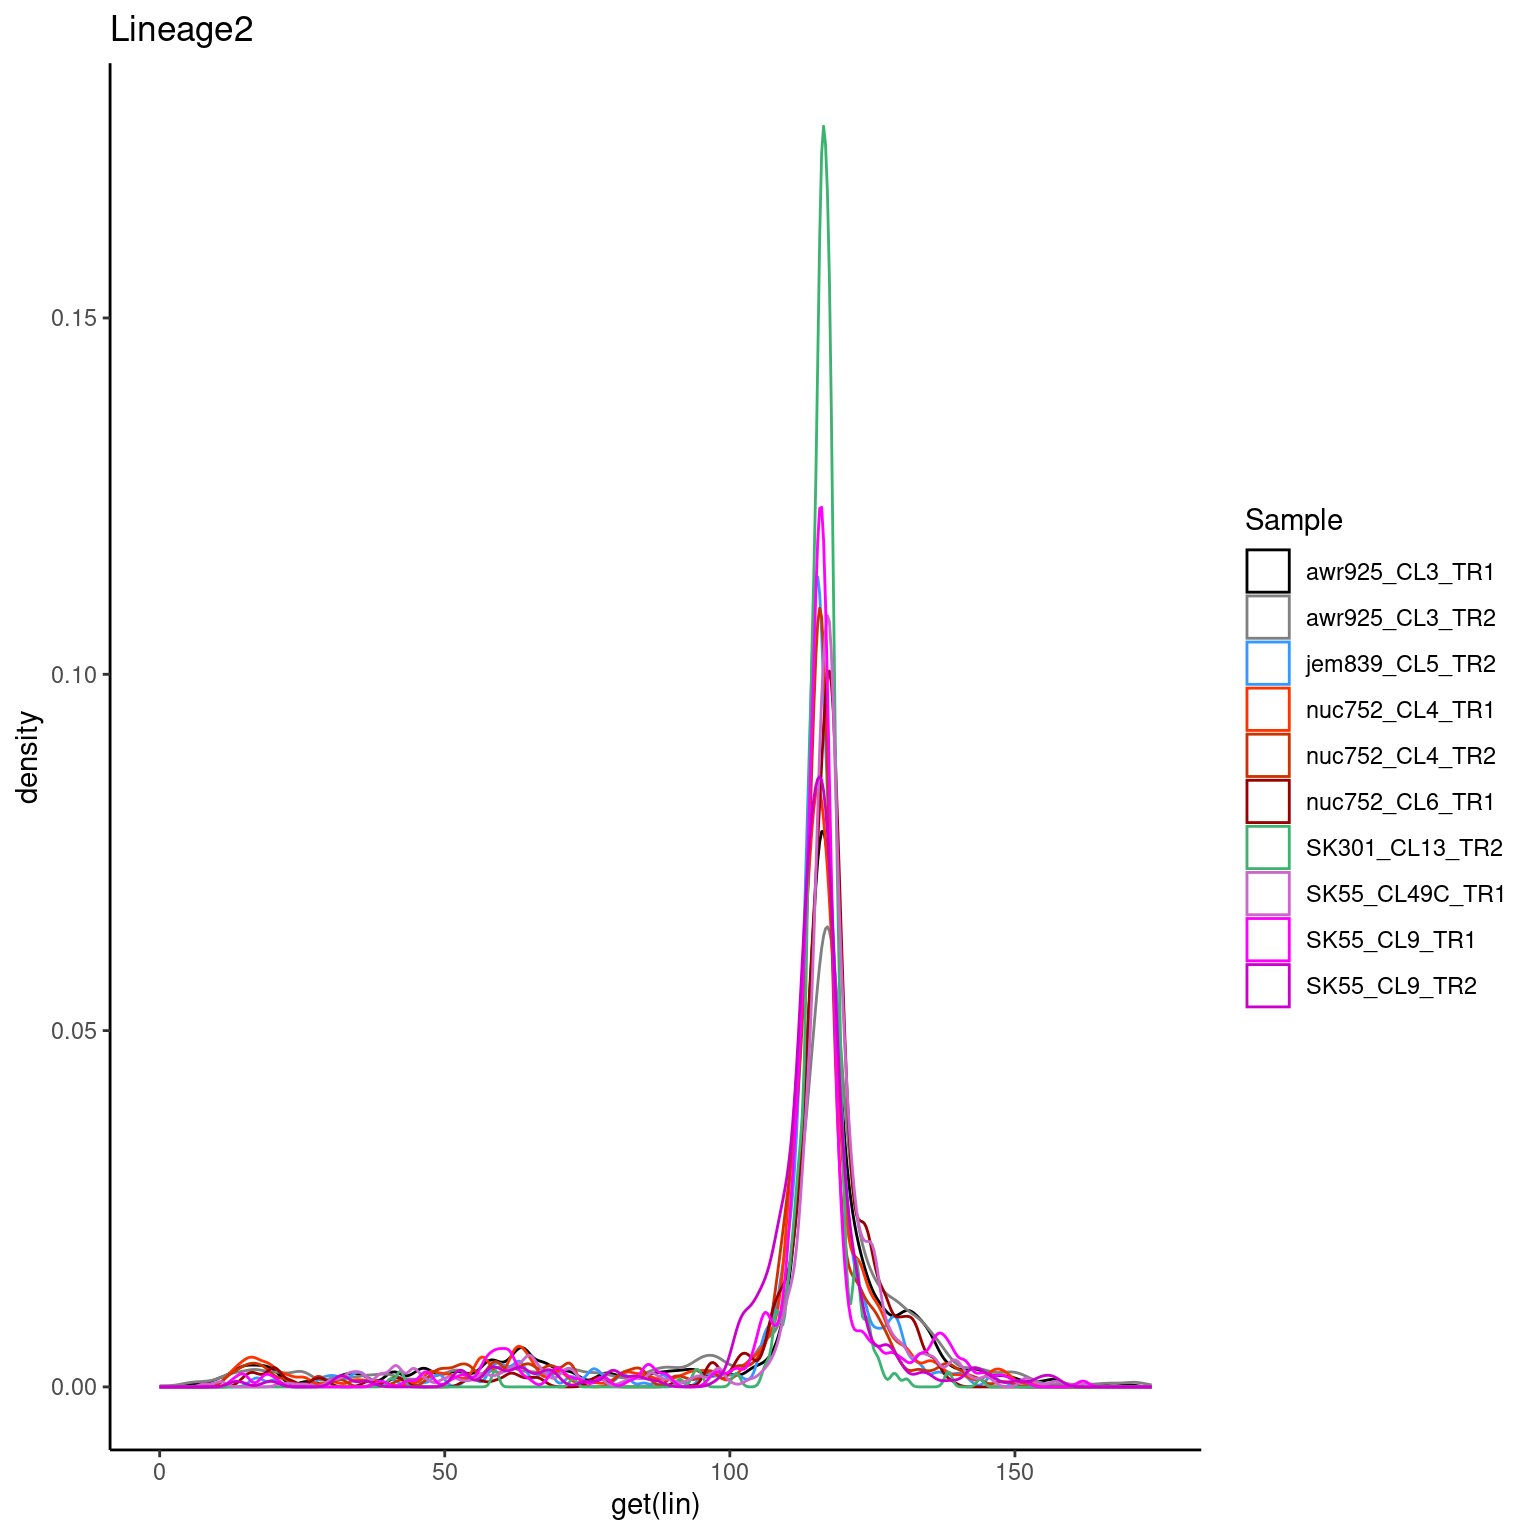 Lineage2
0.15
0.10
0.05
0.00
density
0
50
100
150
get(lin)
Sample
awr925_CL3_TR1
awr925_CL3_TR2
jem839_CL5_TR2
nuc752_CL4_TR1
nuc752_CL4_TR2
nuc752_CL6_TR1
SK301_CL13_TR2
SK55_CL49C_TR1
SK55_CL9_TR1
SK55_CL9_TR2